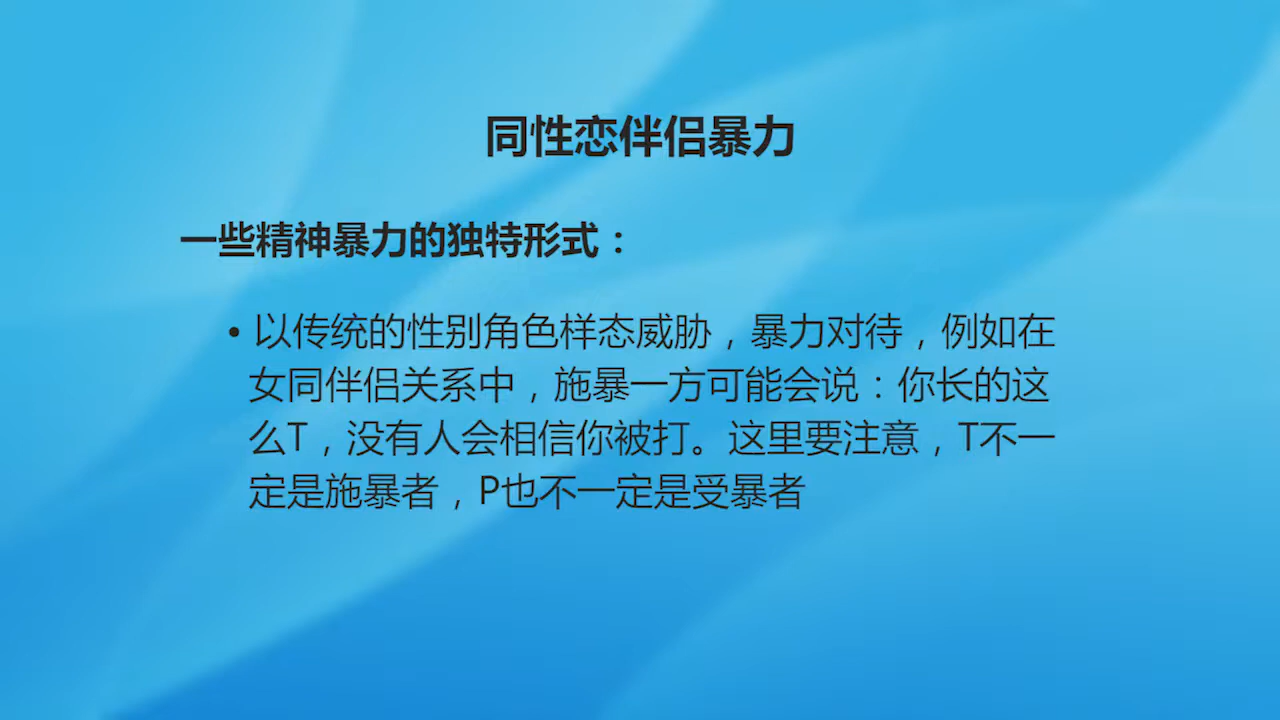 同性恋伴侣暴力
一些精神暴力的独特形式：
• 以传统的性别角色样态威胁，暴力对待，例如在
女同伴侣关系中，施暴一方可能会说：你长的这
么T，没有人会相信你被打。这里要注意，T不一
定是施暴者，P也不一定是受暴者